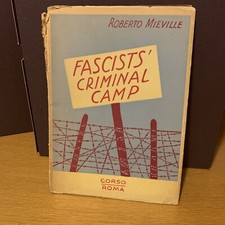 ROBERTO MIEVILLE
FASCISTS'
CRIMINAL
CAMP
CORSO
ROMA